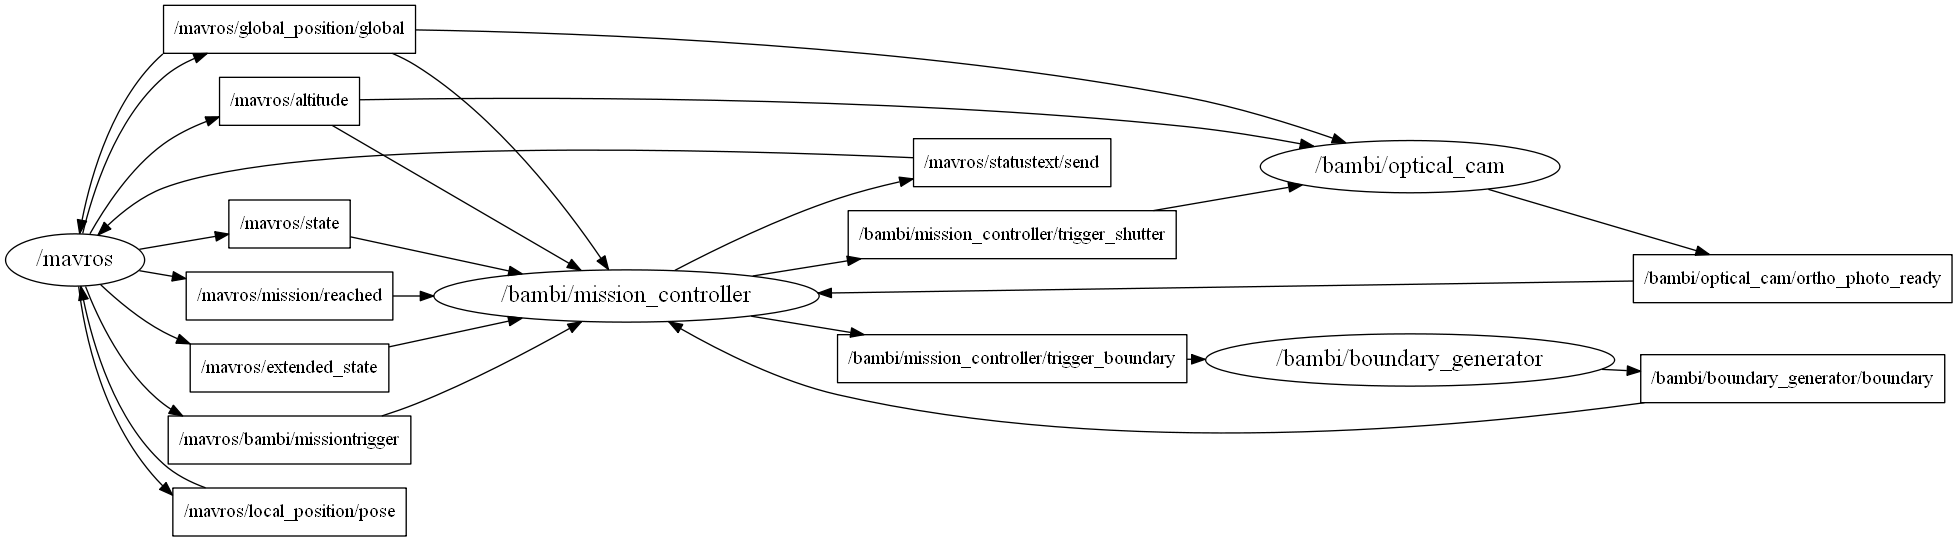 /mavros/global_position/global
/mavros/altitude
/mavros/statustext/send
/bambi/optical_cam
/mavros/state
/bambi/mission_controller/trigger_shutter
/mavros
/bambi/optical_cam/ortho_photo_ready
/mavros/mission/reached
/bambi/mission_controller
/bambi/mission_controller/trigger_boundary
/bambi/boundary_generator
/mavros/extended_state
/bambi/boundary_generator/boundary
/mavros/bambi/missiontrigger
/mavros/local_position/pose